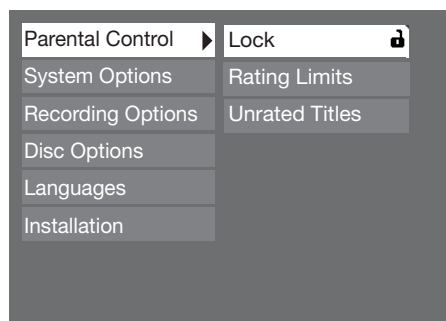 Parental Control
System Options
Recording Options
Disc Options
Languages
Installation
Lock
Rating Limits
Unrated Titles